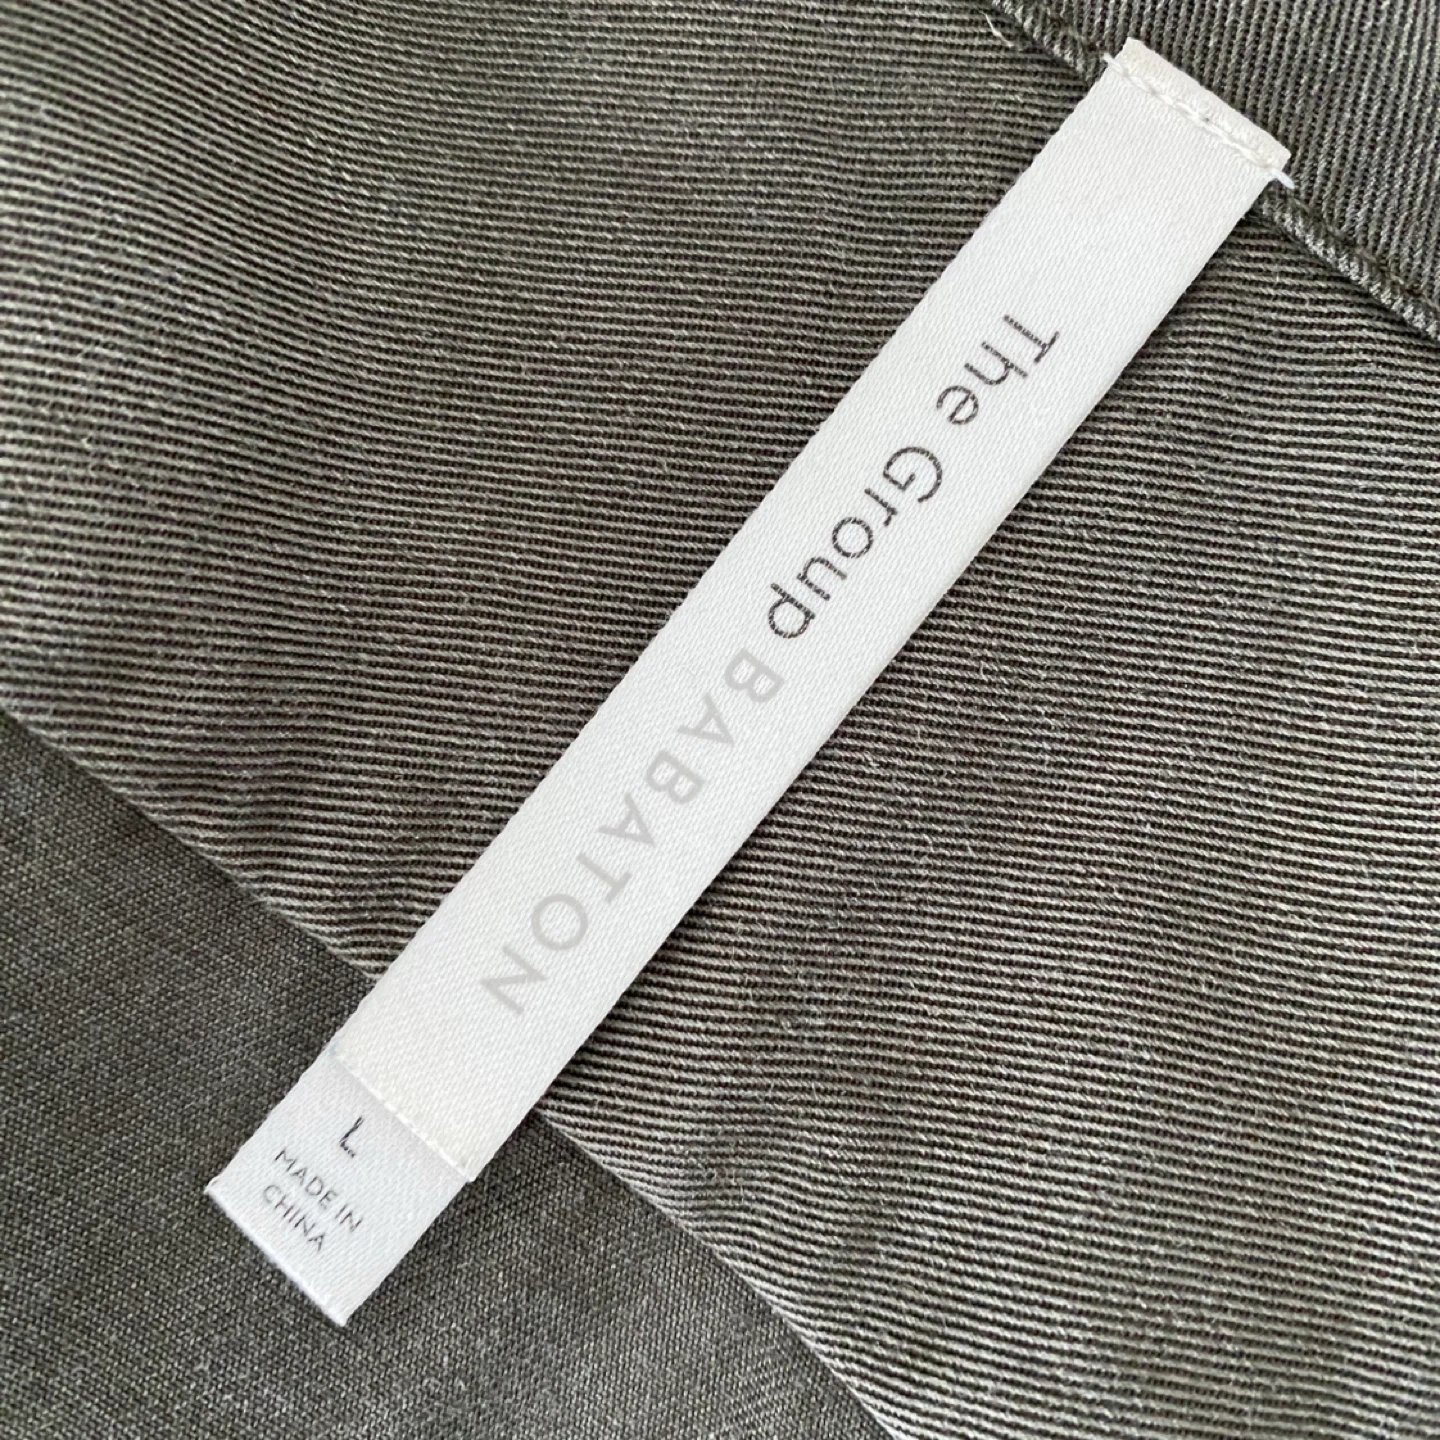 The Group BABATON
L
MADE IN
CHINA